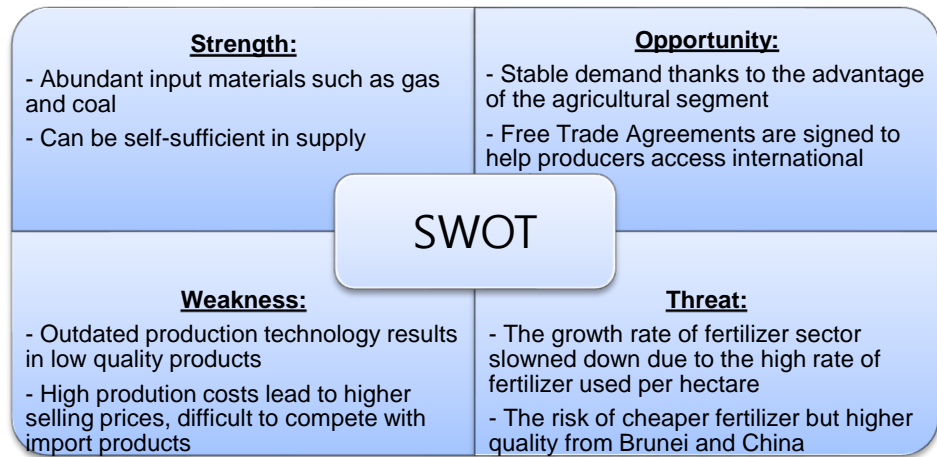 Strength:
- Abundant input materials such as gas
and coal
- Can be self-sufficient in supply
Opportunity:
- Stable demand thanks to the advantage
of the agricultural segment
- Free Trade Agreements are signed to
help producers access international
SWOT
Weakness:
- Outdated production technology results
in low quality products
- High prodution costs lead to higher
selling prices, difficult to compete with
import products
Threat:
- The growth rate of fertilizer sector
slowned down due to the high rate of
fertilizer used per hectare
- The risk of cheaper fertilizer but higher
quality from Brunei and China